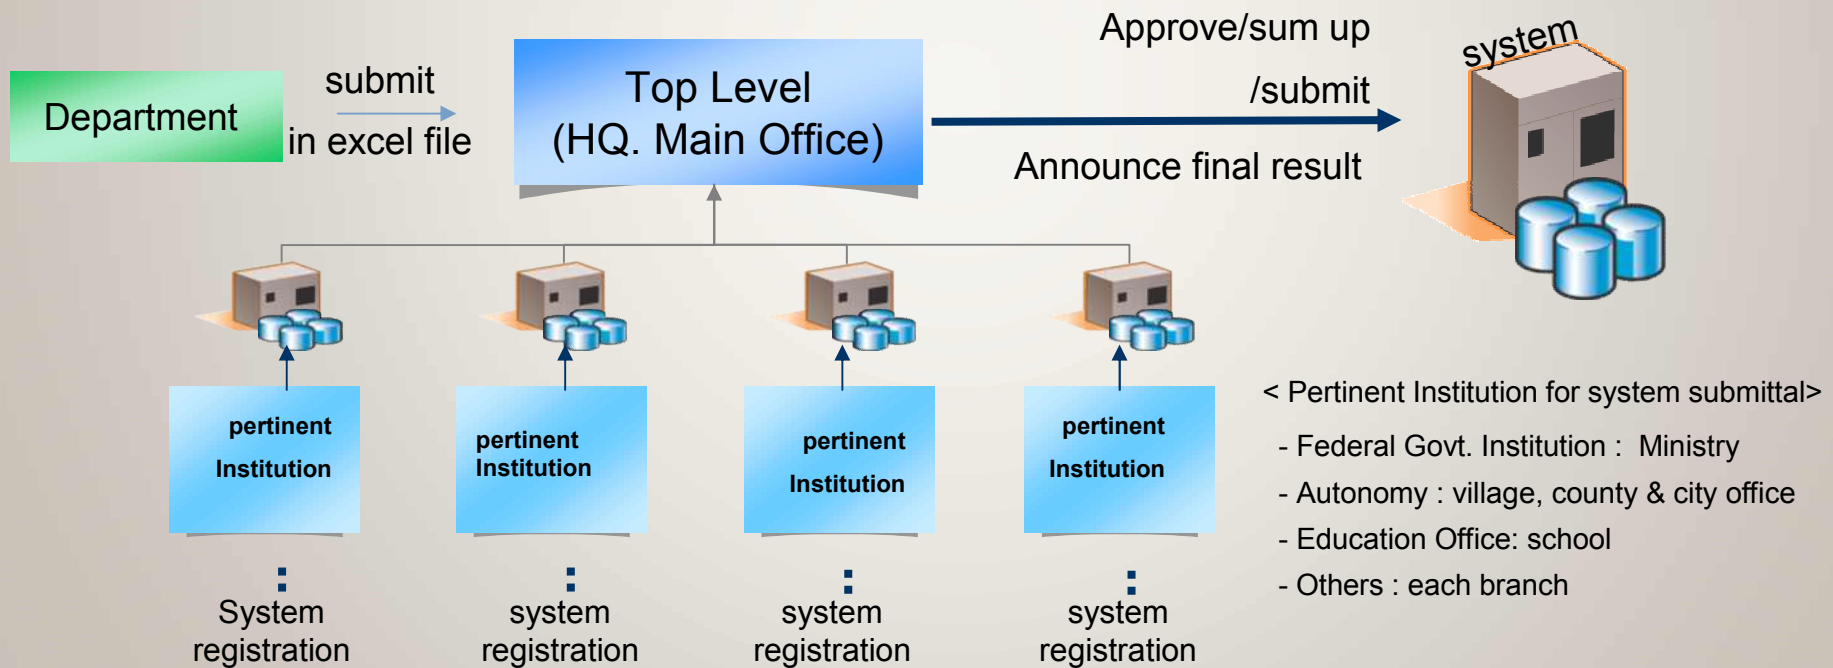 Approve/sum up
system
submit
Department
Top Level
/submit
in excel file
(HQ. Main Office)
Announce final result
pertinent
Institution
pertinent
Institution
pertinent
Institution
pertinent
Institution
:
System
registration
:
system
registration
:
system
registration
:
system
registration
< Pertinent Institution for system submittal>
- Federal Govt. Institution :  Ministry
- Autonomy : village, county & city office
- Education Office: school
- Others : each branch